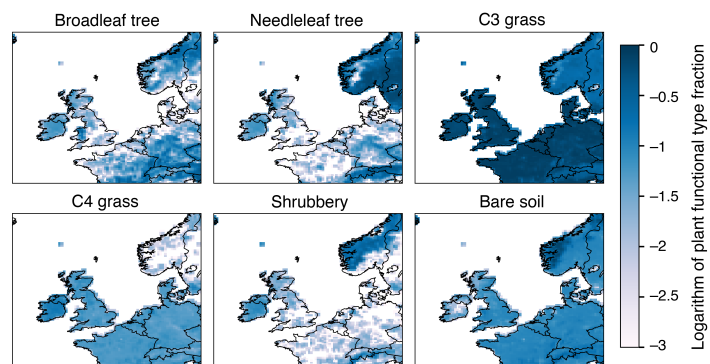 Broadleaf tree
Needleleaf tree
C3 grass
C4 grass
Shrubbery
Bare soil
0
−0.5
−1
−1.5
−2
−2.5
−3
Logarithm of plant functional type fraction